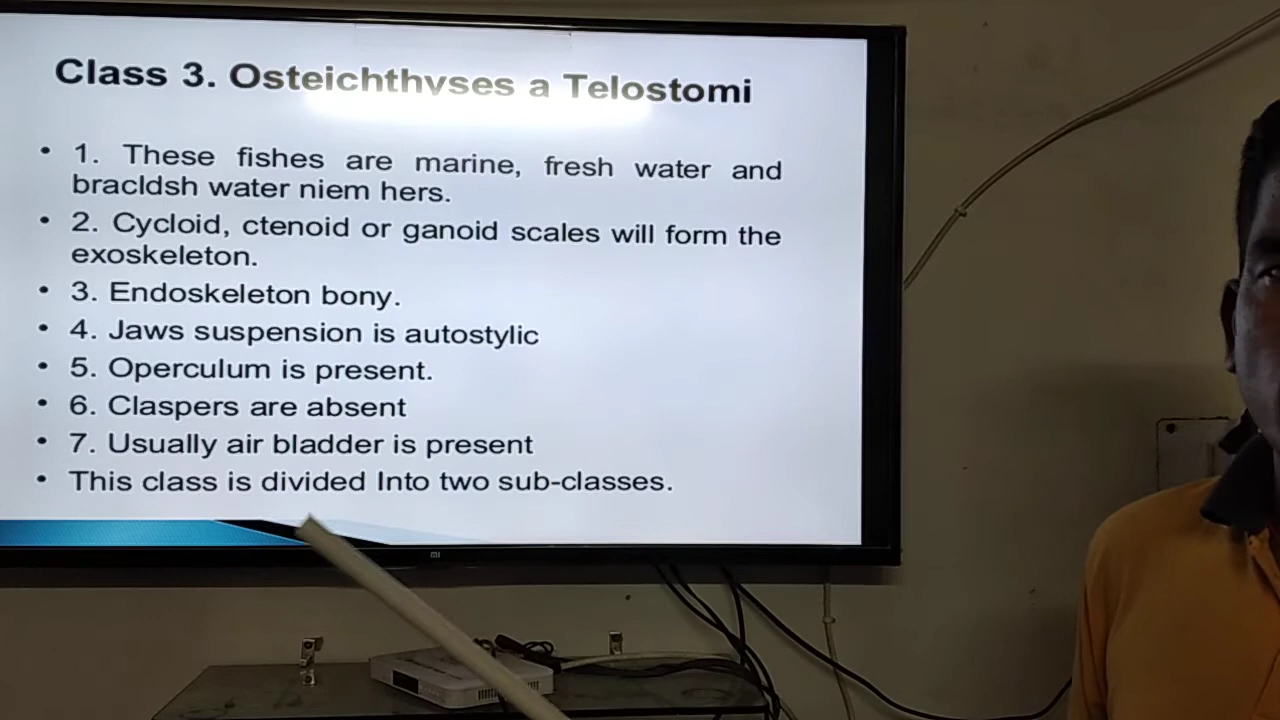 Class 3. Osteichthyses a Telostomi
• 1. These fishes are marine, fresh water and
bracldsh water niem hers.
• 2. Cycloid, ctenoid or ganoid scales will form the
exoskeleton.
• 3. Endoskeleton bony.
• 4. Jaws suspension is autostylic
• 5. Operculum is present.
• 6. Claspers are absent
• 7. Usually air bladder is present
• This class is divided Into two sub-classes.
mi